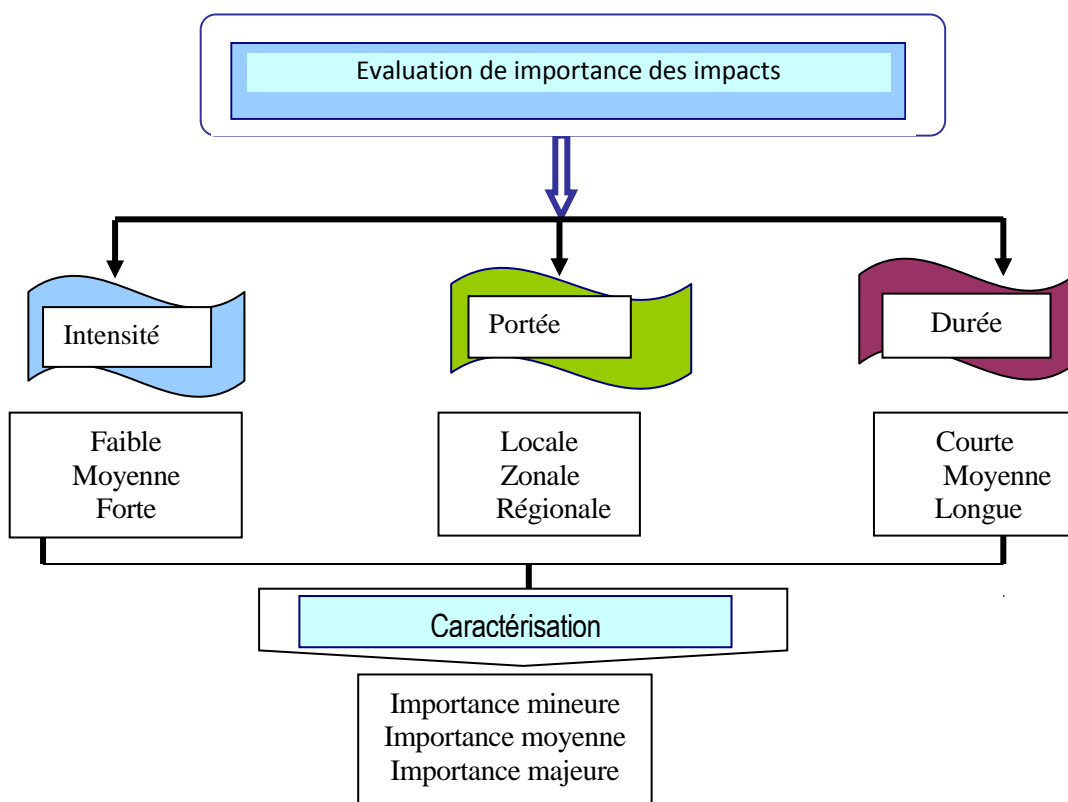 Evaluation de importance des impacts
Intensité
Portée
Durée
Faible
Moyenne
Forte
Locale
Zonale
Régionale
Courte
Moyenne
Longue
Caractérisation
Importance mineure
Importance moyenne
Importance majeure